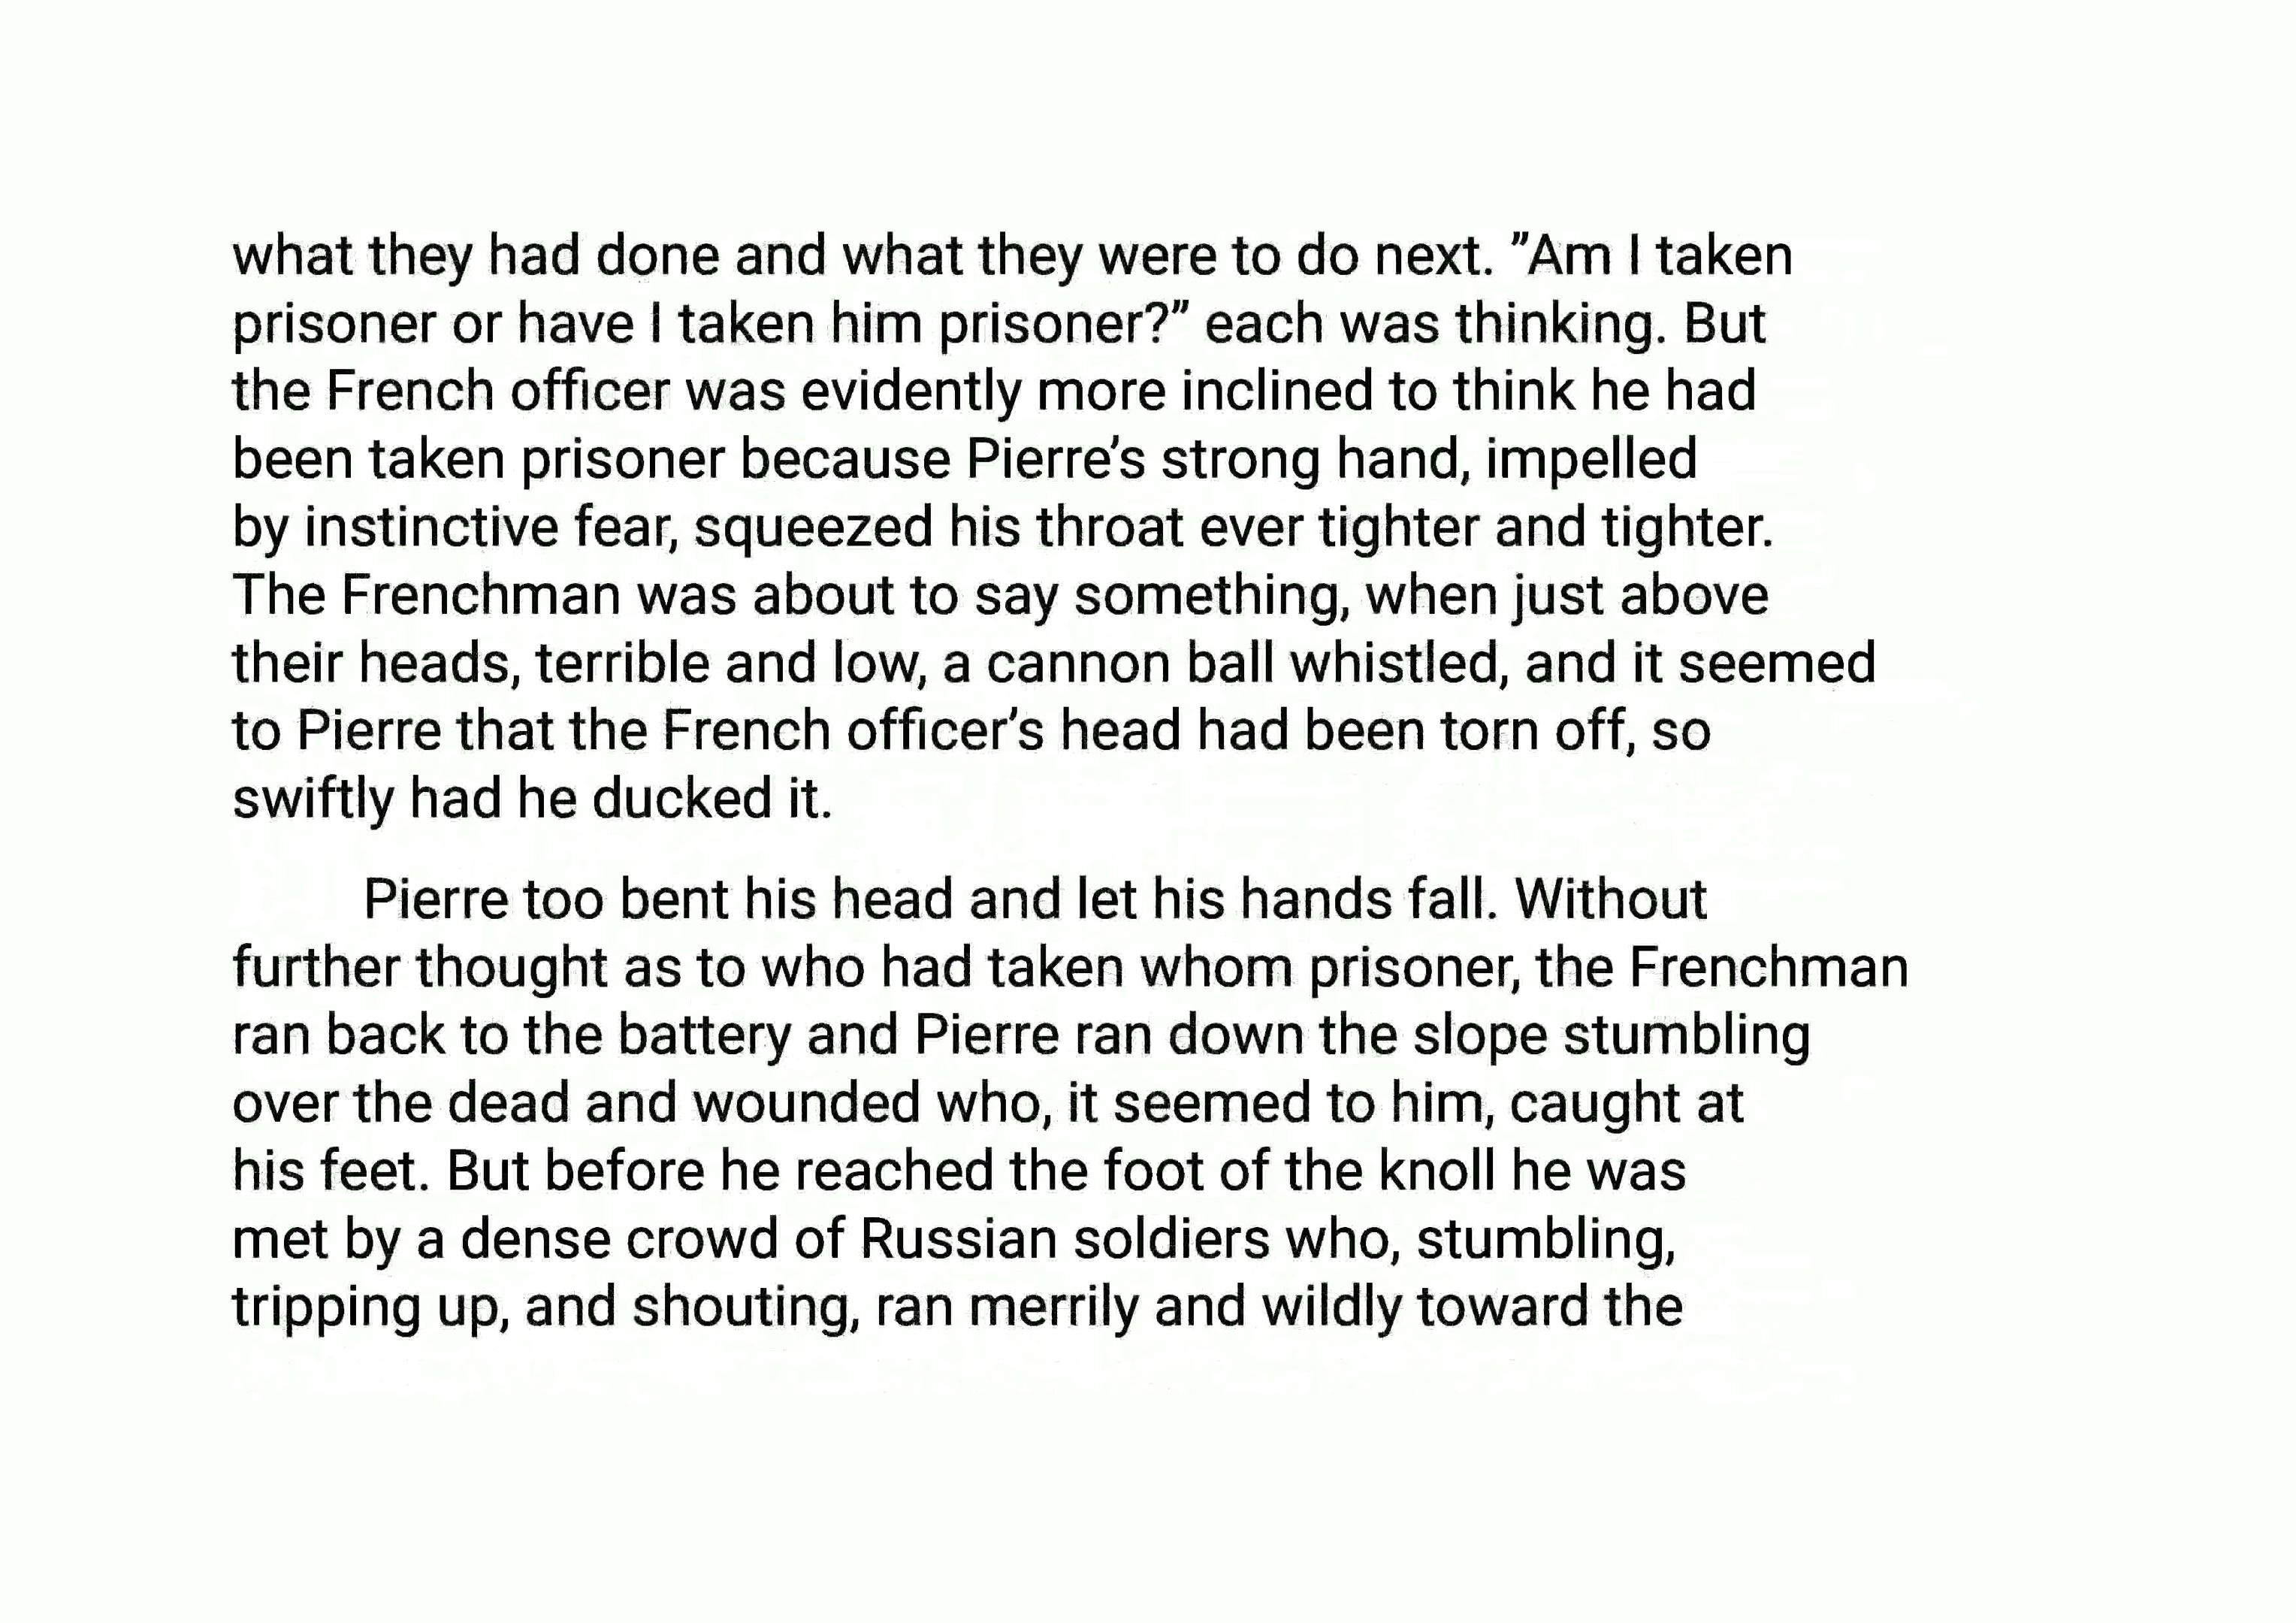 what they had done and what they were to do next. ”Am I taken
prisoner or have I taken him prisoner?” each was thinking. But
the French officer was evidently more inclined to think he had
been taken prisoner because Pierre’s strong hand, impelled
by instinctive fear, squeezed his throat ever tighter and tighter.
The Frenchman was about to say something, when just above
their heads, terrible and low, a cannon ball whistled, and it seemed
to Pierre that the French officer’s head had been torn off, so
swiftly had he ducked it.
Pierre too bent his head and let his hands fall. Without
further thought as to who had taken whom prisoner, the Frenchman
ran back to the battery and Pierre ran down the slope stumbling
over the dead and wounded who, it seemed to him, caught at
his feet. But before he reached the foot of the knoll he was
met by a dense crowd of Russian soldiers who, stumbling,
tripping up, and shouting, ran merrily and wildly toward the